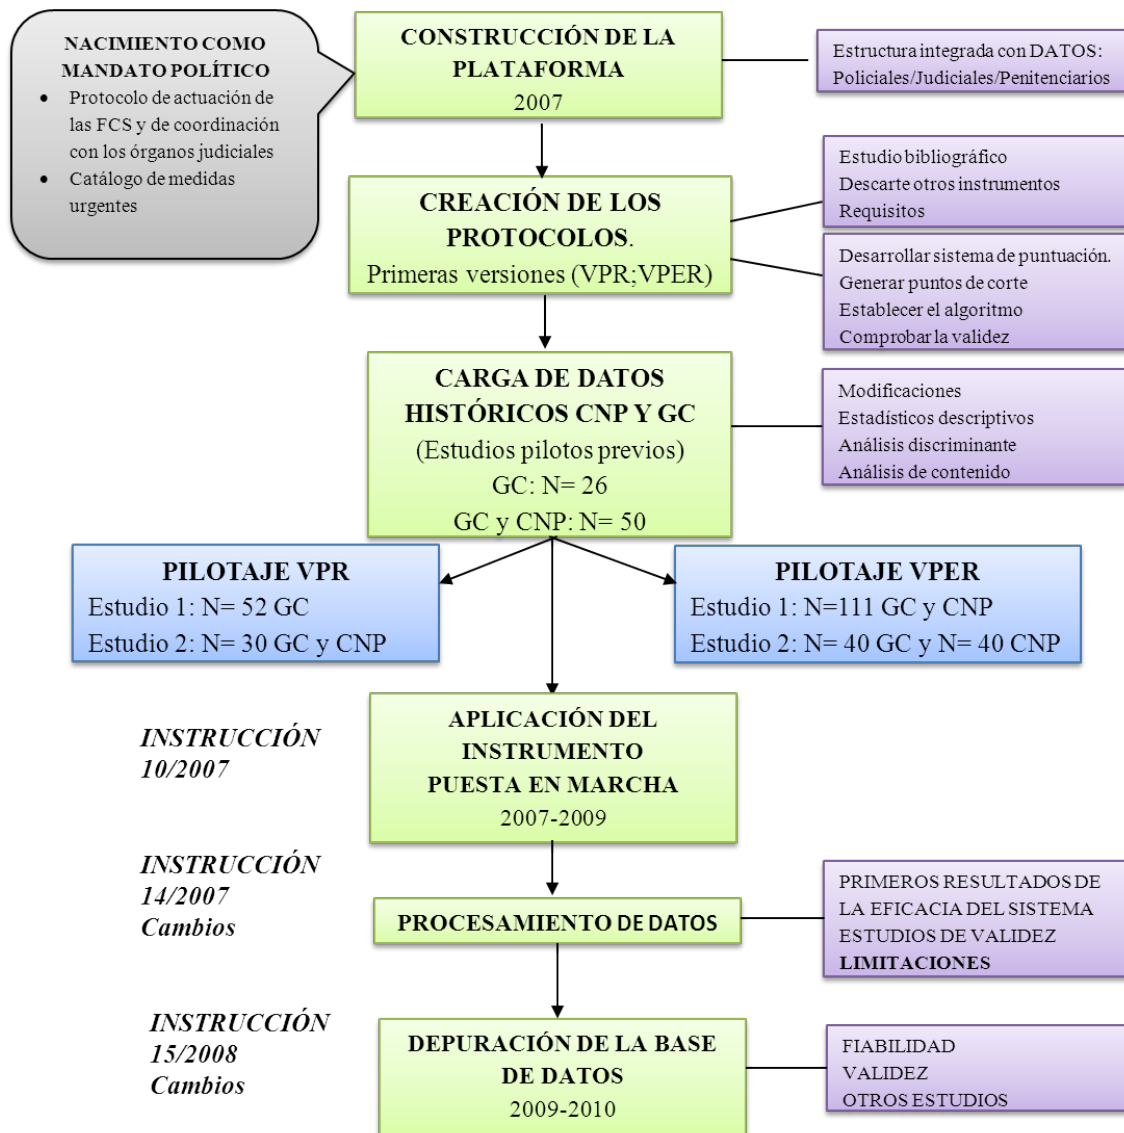 NACIMIENTO COMO
MANDATO POLÍTICO
• Protocolo de actuación de
las FCS y de coordinación
con los órganos judiciales
• Catálogo de medidas
urgentes
CONSTRUCCIÓN DE LA
PLATAFORMA
2007
Estructura integrada con DATOS:
Policiales/Judiciales/Penitenciarios
CREACIÓN DE LOS
PROTOCOLOS.
Primeras versiones (VPR;VPER)
Estudio bibliográfico
Descarte otros instrumentos
Requisitos
Desarrollar sistema de puntuación.
Generar puntos de corte
Establecer el algoritmo
Comprobar la validez
CARGA DE DATOS
HISTÓRICOS CNP Y GC
(Estudios pilotos previos)
GC: N= 26
GC y CNP: N= 50
Modificaciones
Estadísticos descriptivos
Análisis discriminante
Análisis de contenido
PILOTAJE VPR
Estudio 1: N= 52 GC
Estudio 2: N= 30 GC y CNP
PILOTAJE VPER
Estudio 1: N=111 GC y CNP
Estudio 2: N= 40 GC y N= 40 CNP
INSTRUCCIÓN
10/2007
APLICACIÓN DEL
INSTRUMENTO
PUESTA EN MARCHA
2007-2009
INSTRUCCIÓN
14/2007
Cambios
PROCESAMIENTO DE DATOS
PRIMEROS RESULTADOS DE
LA EFICACIA DEL SISTEMA
ESTUDIOS DE VALIDEZ
LIMITACIONES
INSTRUCCIÓN
15/2008
Cambios
DEPURACIÓN DE LA BASE
DE DATOS
2009-2010
FIABILIDAD
VALIDEZ
OTROS ESTUDIOS